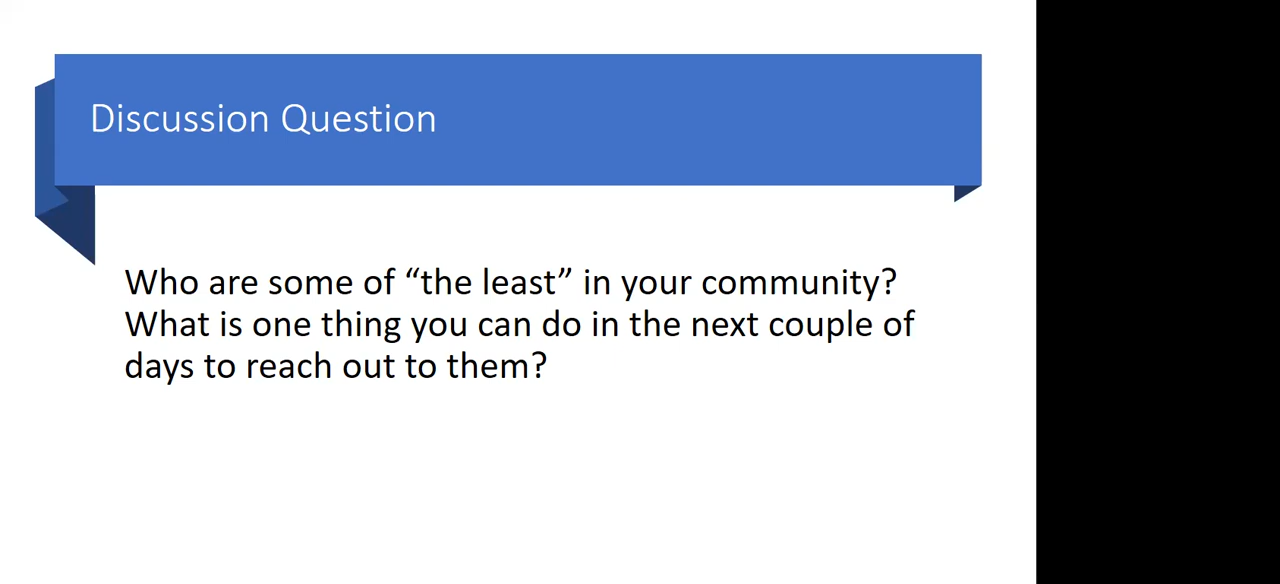 Discussion Question
Who are some of “the least” in your community?
What is one thing you can do in the next couple of
days to reach out to them?